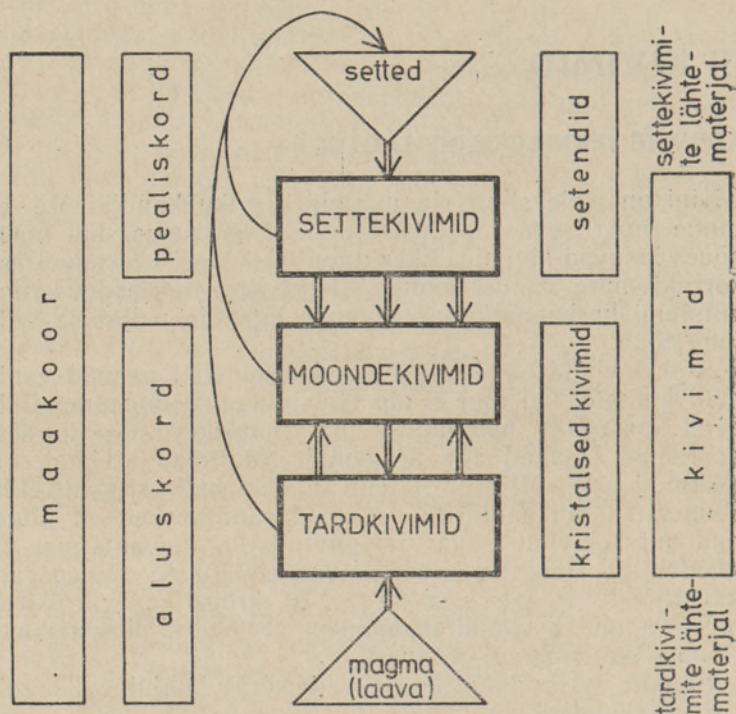 maakoor
pealiskord
aluskord
setted
SETTEKIVIMID
MOONDEKIVIMID
TARDKIVIMID
magma
(laava)
setendid
kristalsed kivimid
settekivimi-
te lähte-
materjal
kivimid
tardkivi-
mite lähte-
materjal